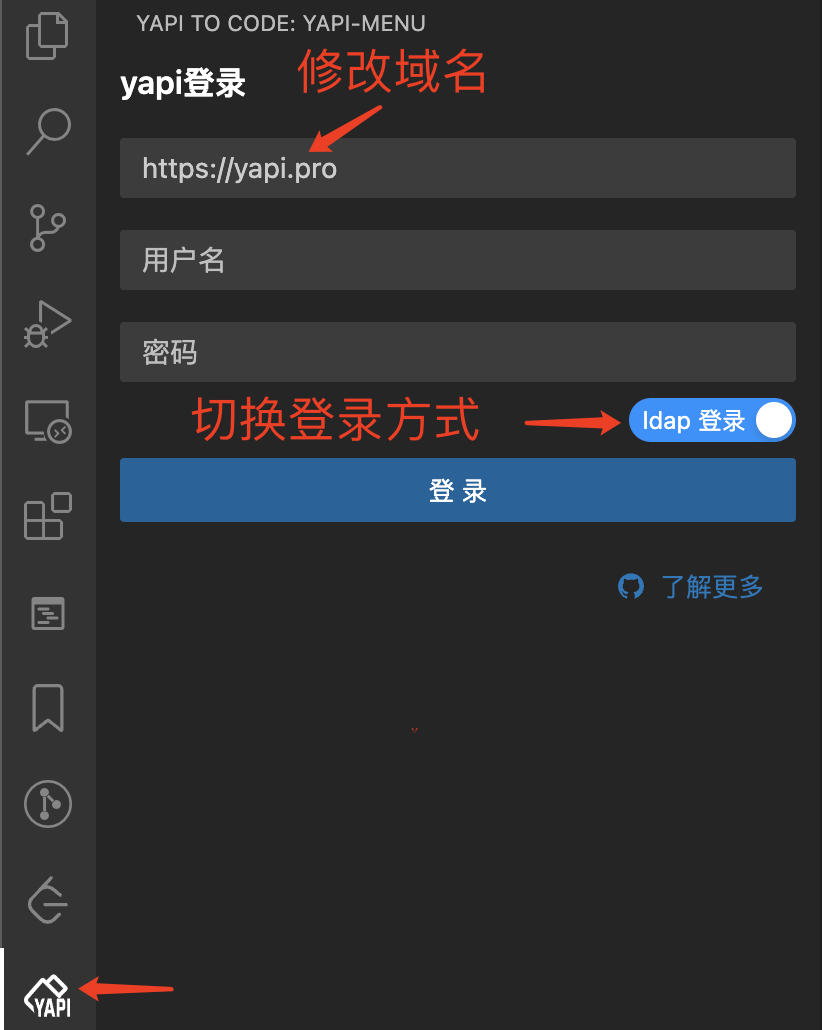 YAPI TO CODE: YAPI-MENU
yapi登录
修改域名
https://yapi.pro
用户名
密码
切换登录方式
ldap 登录
登 录
了解更多
YAPI